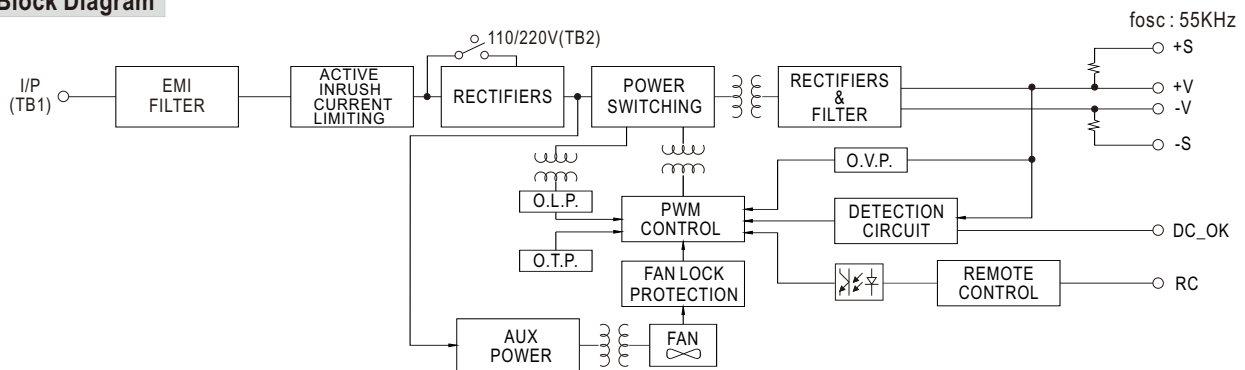 Block Diagram
fosc : 55KHz
110/220V(TB2)
I/P
(TB1)
EMI
FILTER
ACTIVE
INRUSH
CURRENT
LIMITING
RECTIFIERS
POWER
SWITCHING
RECTIFIERS
&
FILTER
+S
+V
-V
-S
O.V.P.
O.L.P.
PWM
CONTROL
DETECTION
CIRCUIT
DC_OK
O.T.P.
FAN LOCK
PROTECTION
REMOTE
CONTROL
RC
AUX
POWER
FAN